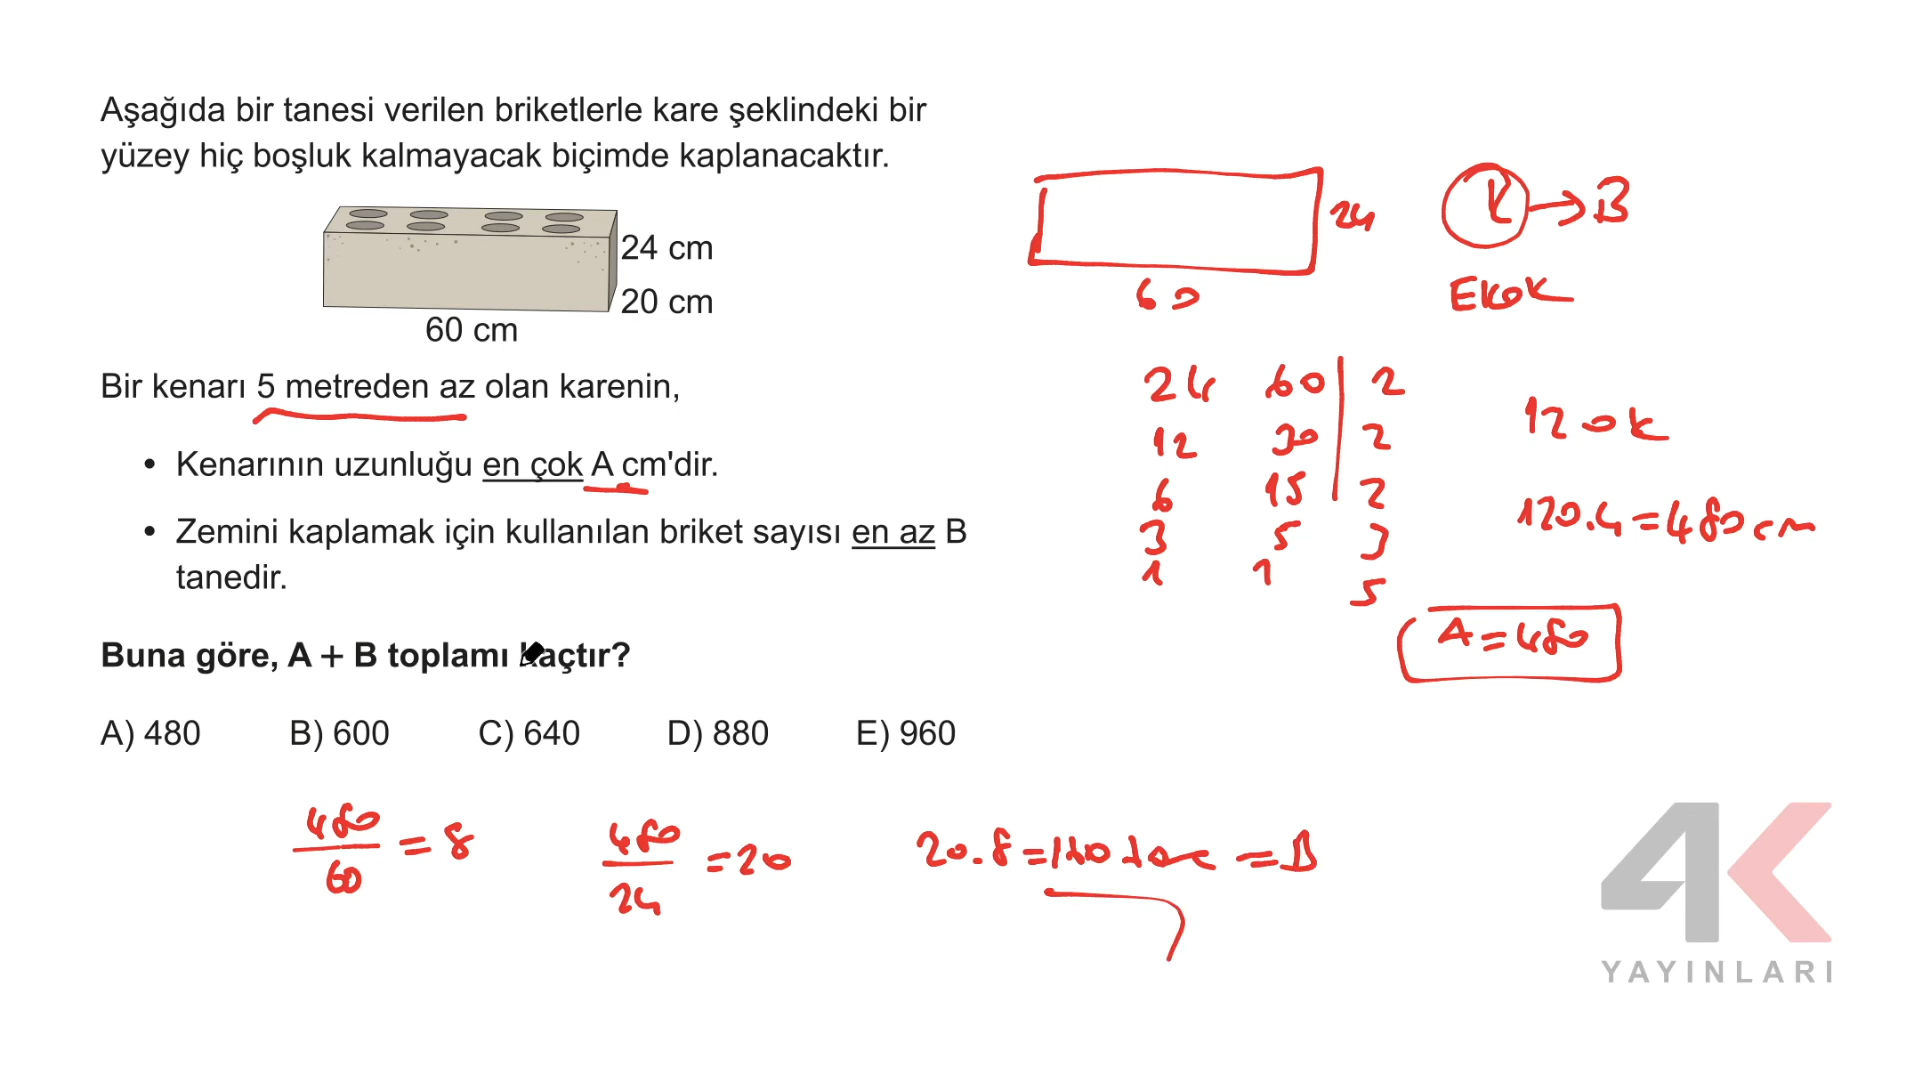 Aşağıda bir tanesi verilen briketlerle kare şeklindeki bir
yüzey hiç boşluk kalmayacak biçimde kaplanacaktır.
24 cm
20 cm
60 cm
Bir kenarı 5 metreden az olan karenin,
• Kenarının uzunluğu en çok A cm'dir.
• Zemini kaplamak için kullanılan briket sayısı en az B
tanedir.
Buna göre, A + B toplamı kaçtır?
A) 480 B) 600 C) 640 D) 880 E) 960
24
60
K → B
EKOK
24 60 2
12 30 2
6 15 2
3 5 3
1 1 5
120k
120.4=480cm
A=480
480/60 = 8
480/24 = 20
20.8= =B
4K
YAYINLARI